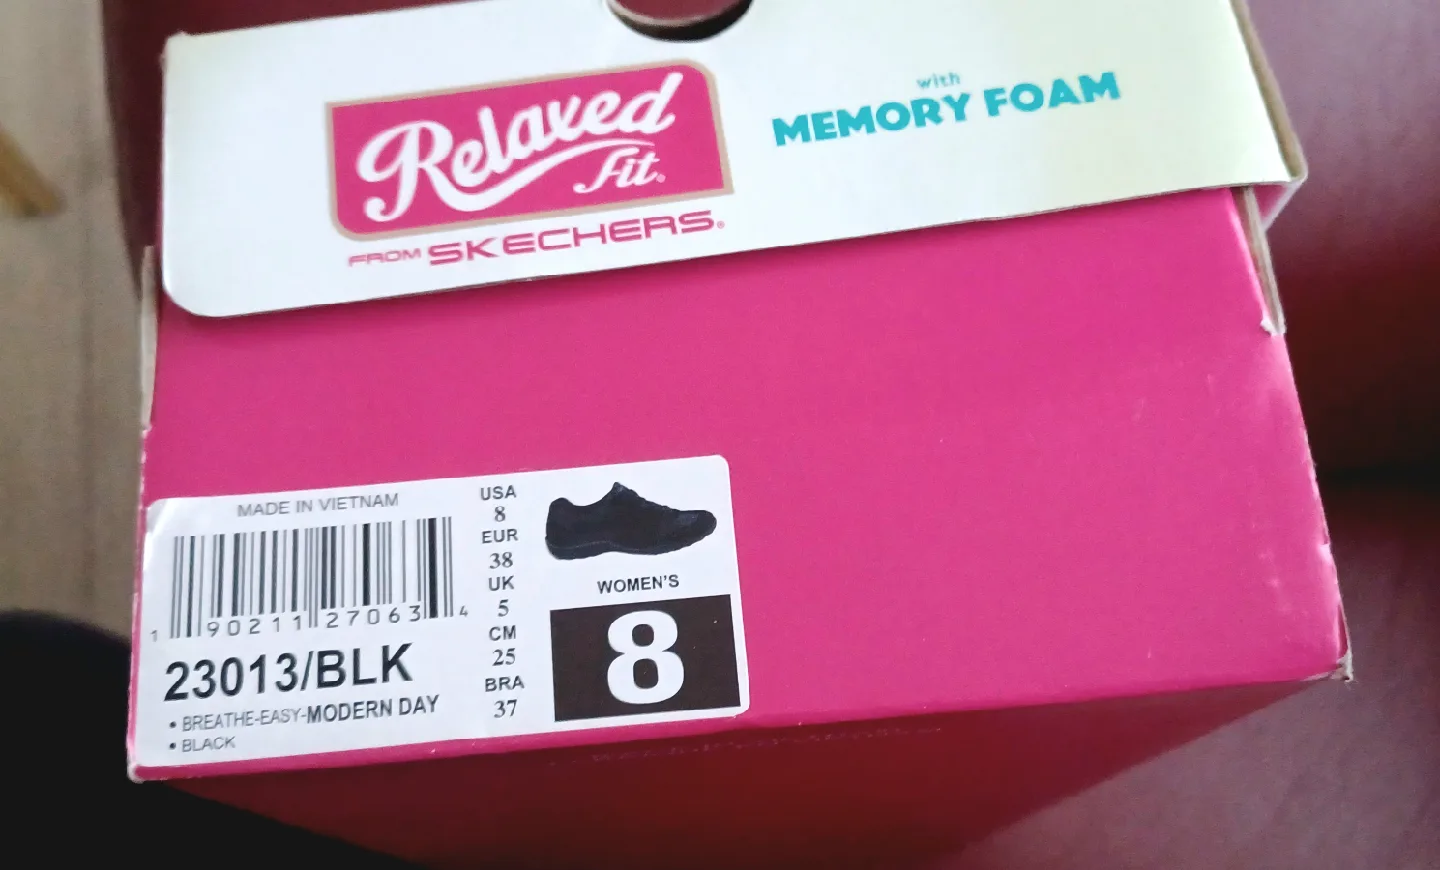 Relaxed
Fit®
FROM SKECHERS®
with
MEMORY FOAM
MADE IN VIETNAM
1 90211 27063 4
23013/BLK
• BREATHE-EASY-MODERN DAY
• BLACK
USA
8
EUR
38
UK
5
CM
25
BRA
37
WOMEN'S
8